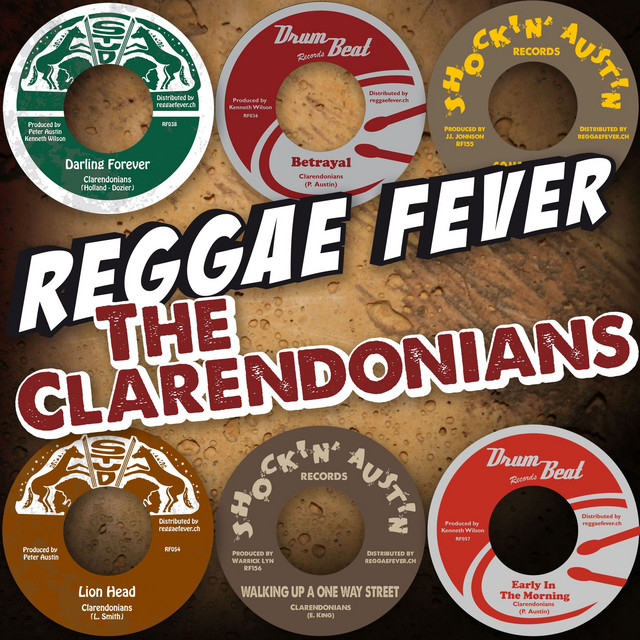 SYD
Distributed by
reggaefever.ch
Produced by
Peter Austin
Kenneth Wilson
RF038
Darling Forever
Clarendonians
(Holland - Dozier)
Drum Beat
Records
Produced by
Kenneth Wilson
RF036
Distributed by
reggaefever.ch
Betrayal
Clarendonians
(P. Austin)
SHOCKIN' AUSTIN
RECORDS
PRODUCED BY
JJ. JOHNSON
RF155
DISTRIBUTED BY
REGGAEFEVER.CH
REGGAE FEVER
THE
CLARENDONIANS
SYD
Distributed by
reggaefever.ch
Produced by
Peter Austin
RF054
Lion Head
Clarendonians
(L. Smith)
SHOCKIN' AUSTIN
RECORDS
PRODUCED BY
WARRICK LYN
RF156
DISTRIBUTED BY
REGGAEFEVER.CH
WALKING UP A ONE WAY STREET
CLARENDONIANS
(E. KING)
Drum Beat
Records
Produced by
Kenneth Wilson
RF057
Distributed by
reggaefever.ch
Early In
The Morning
Clarendonians
(P. Austin)